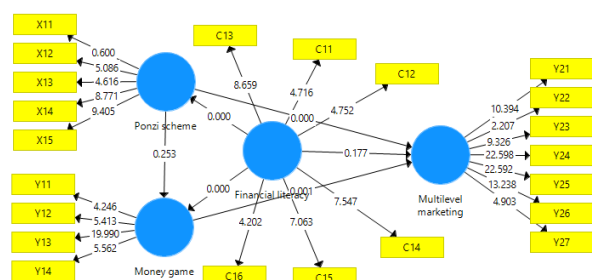 X11
X12
X13
X14
X15
0.600
5.086
4.616
8.771
9.405
Ponzi scheme
C13
C11
C12
8.659
4.716
4.752
0.000
0.000
0.253
0.177
Financial literacy
0.000
0.001
Multilevel
marketing
Y21
Y22
Y23
Y24
Y25
Y26
Y27
10.394
2.207
9.326
22.598
22.592
13.238
4.903
Y11
Y12
Y13
Y14
4.246
5.413
19.990
5.562
Money game
4.202
7.063
7.547
C16
C15
C14